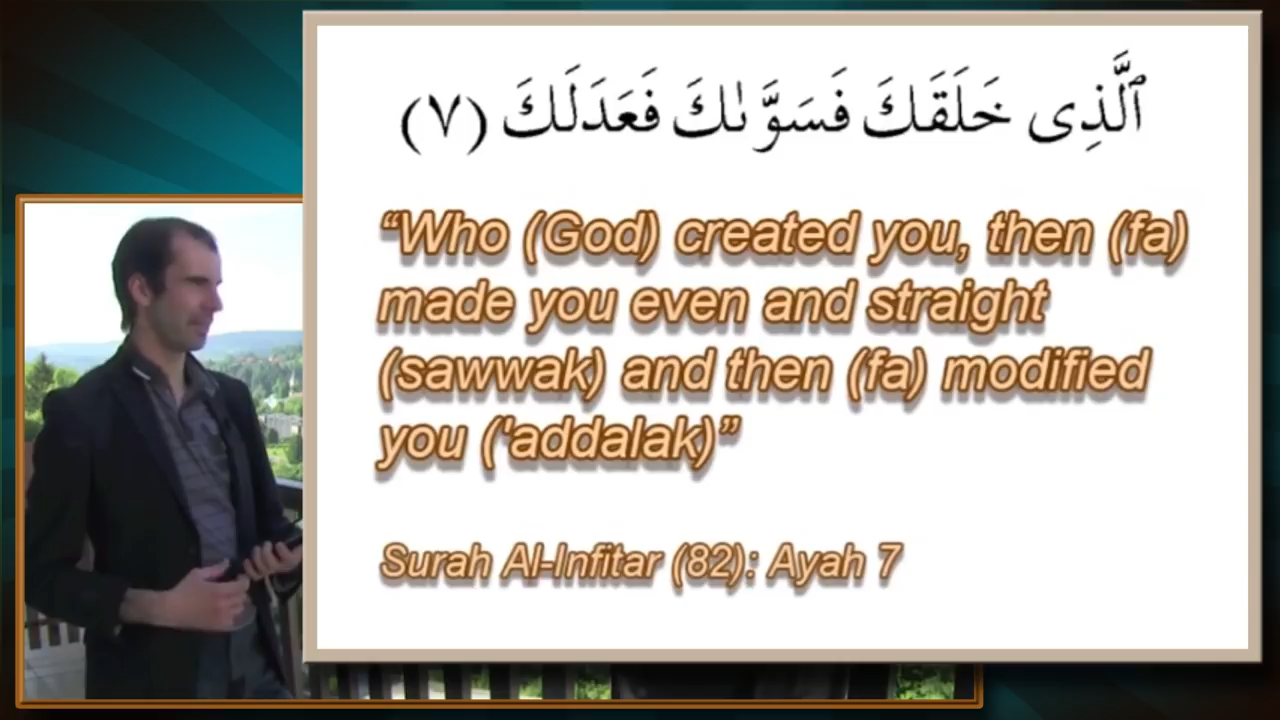 ٱلَّذِى خَلَقَكَ فَسَوَّىٰكَ فَعَدَلَكَ (٧)
“Who (God) created you, then (fa)
made you even and straight
(sawwak) and then (fa) modified
you ('addalak)”
Surah Al-Infitar (82): Ayah 7